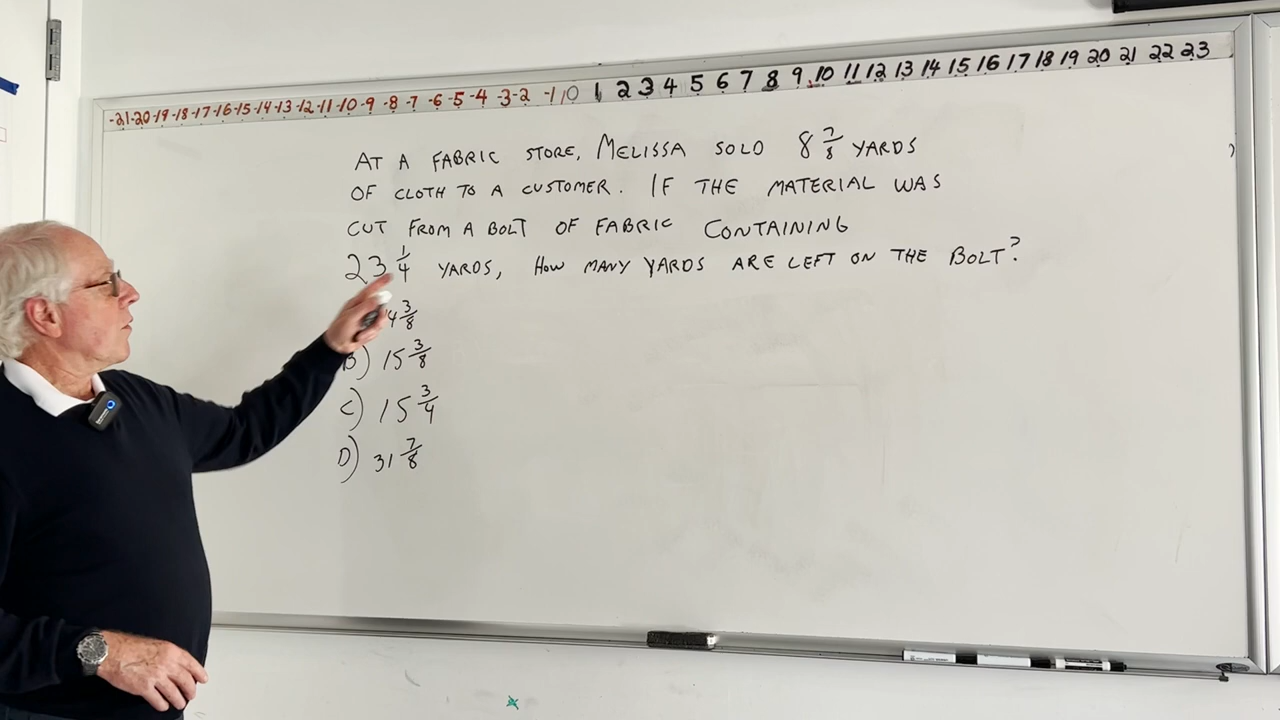 -21 -20 -19 -18 -17 -16 -15 -14 -13 -12 -11 -10 -9 -8 -7 -6 -5 -4 -3 -2 -1 0 1 2 3 4 5 6 7 8 9 10 11 12 13 14 15 16 17 18 19 20 21 22 23
AT A FABRIC STORE, MELISSA SOLD 8 7/8 YARDS
OF CLOTH TO A CUSTOMER. IF THE MATERIAL WAS
CUT FROM A BOLT OF FABRIC CONTAINING
23 1/4 YARDS, HOW MANY YARDS ARE LEFT ON THE BOLT?
4 3/8
B) 15 3/8
C) 15 3/4
D) 31 7/8